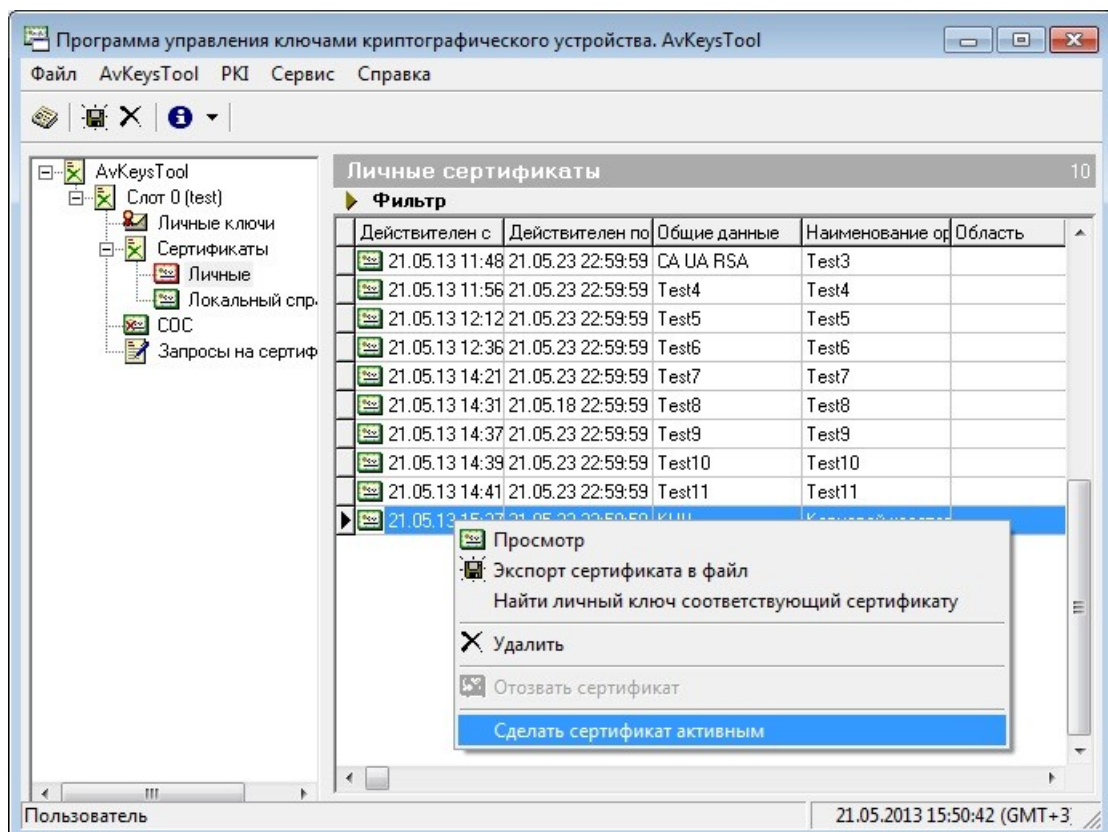 Программа управления ключами криптографического устройства. AvKeysTool
Файл AvKeysTool PKI Сервис Справка
AvKeysTool
Слот 0 (test)
Личные ключи
Сертификаты
Личные
Локальный спр
СОС
Запросы на сертиф
Личные сертификаты 10
Фильтр
Действителен с Действителен по Общие данные Наименование ор Область
21.05.13 11:48 21.05.23 22:59:59 CA UA RSA Test3
21.05.13 11:56 21.05.23 22:59:59 Test4 Test4
21.05.13 12:12 21.05.23 22:59:59 Test5 Test5
21.05.13 12:36 21.05.23 22:59:59 Test6 Test6
21.05.13 14:21 21.05.23 22:59:59 Test7 Test7
21.05.13 14:31 21.05.18 22:59:59 Test8 Test8
21.05.13 14:37 21.05.23 22:59:59 Test9 Test9
21.05.13 14:39 21.05.23 22:59:59 Test10 Test10
21.05.13 14:41 21.05.23 22:59:59 Test11 Test11
21.05.13
Просмотр
Экспорт сертификата в файл
Найти личный ключ соответствующий сертификату
Удалить
Отозвать сертификат
Сделать сертификат активным
Пользователь 21.05.2013 15:50:42 (GMT+3